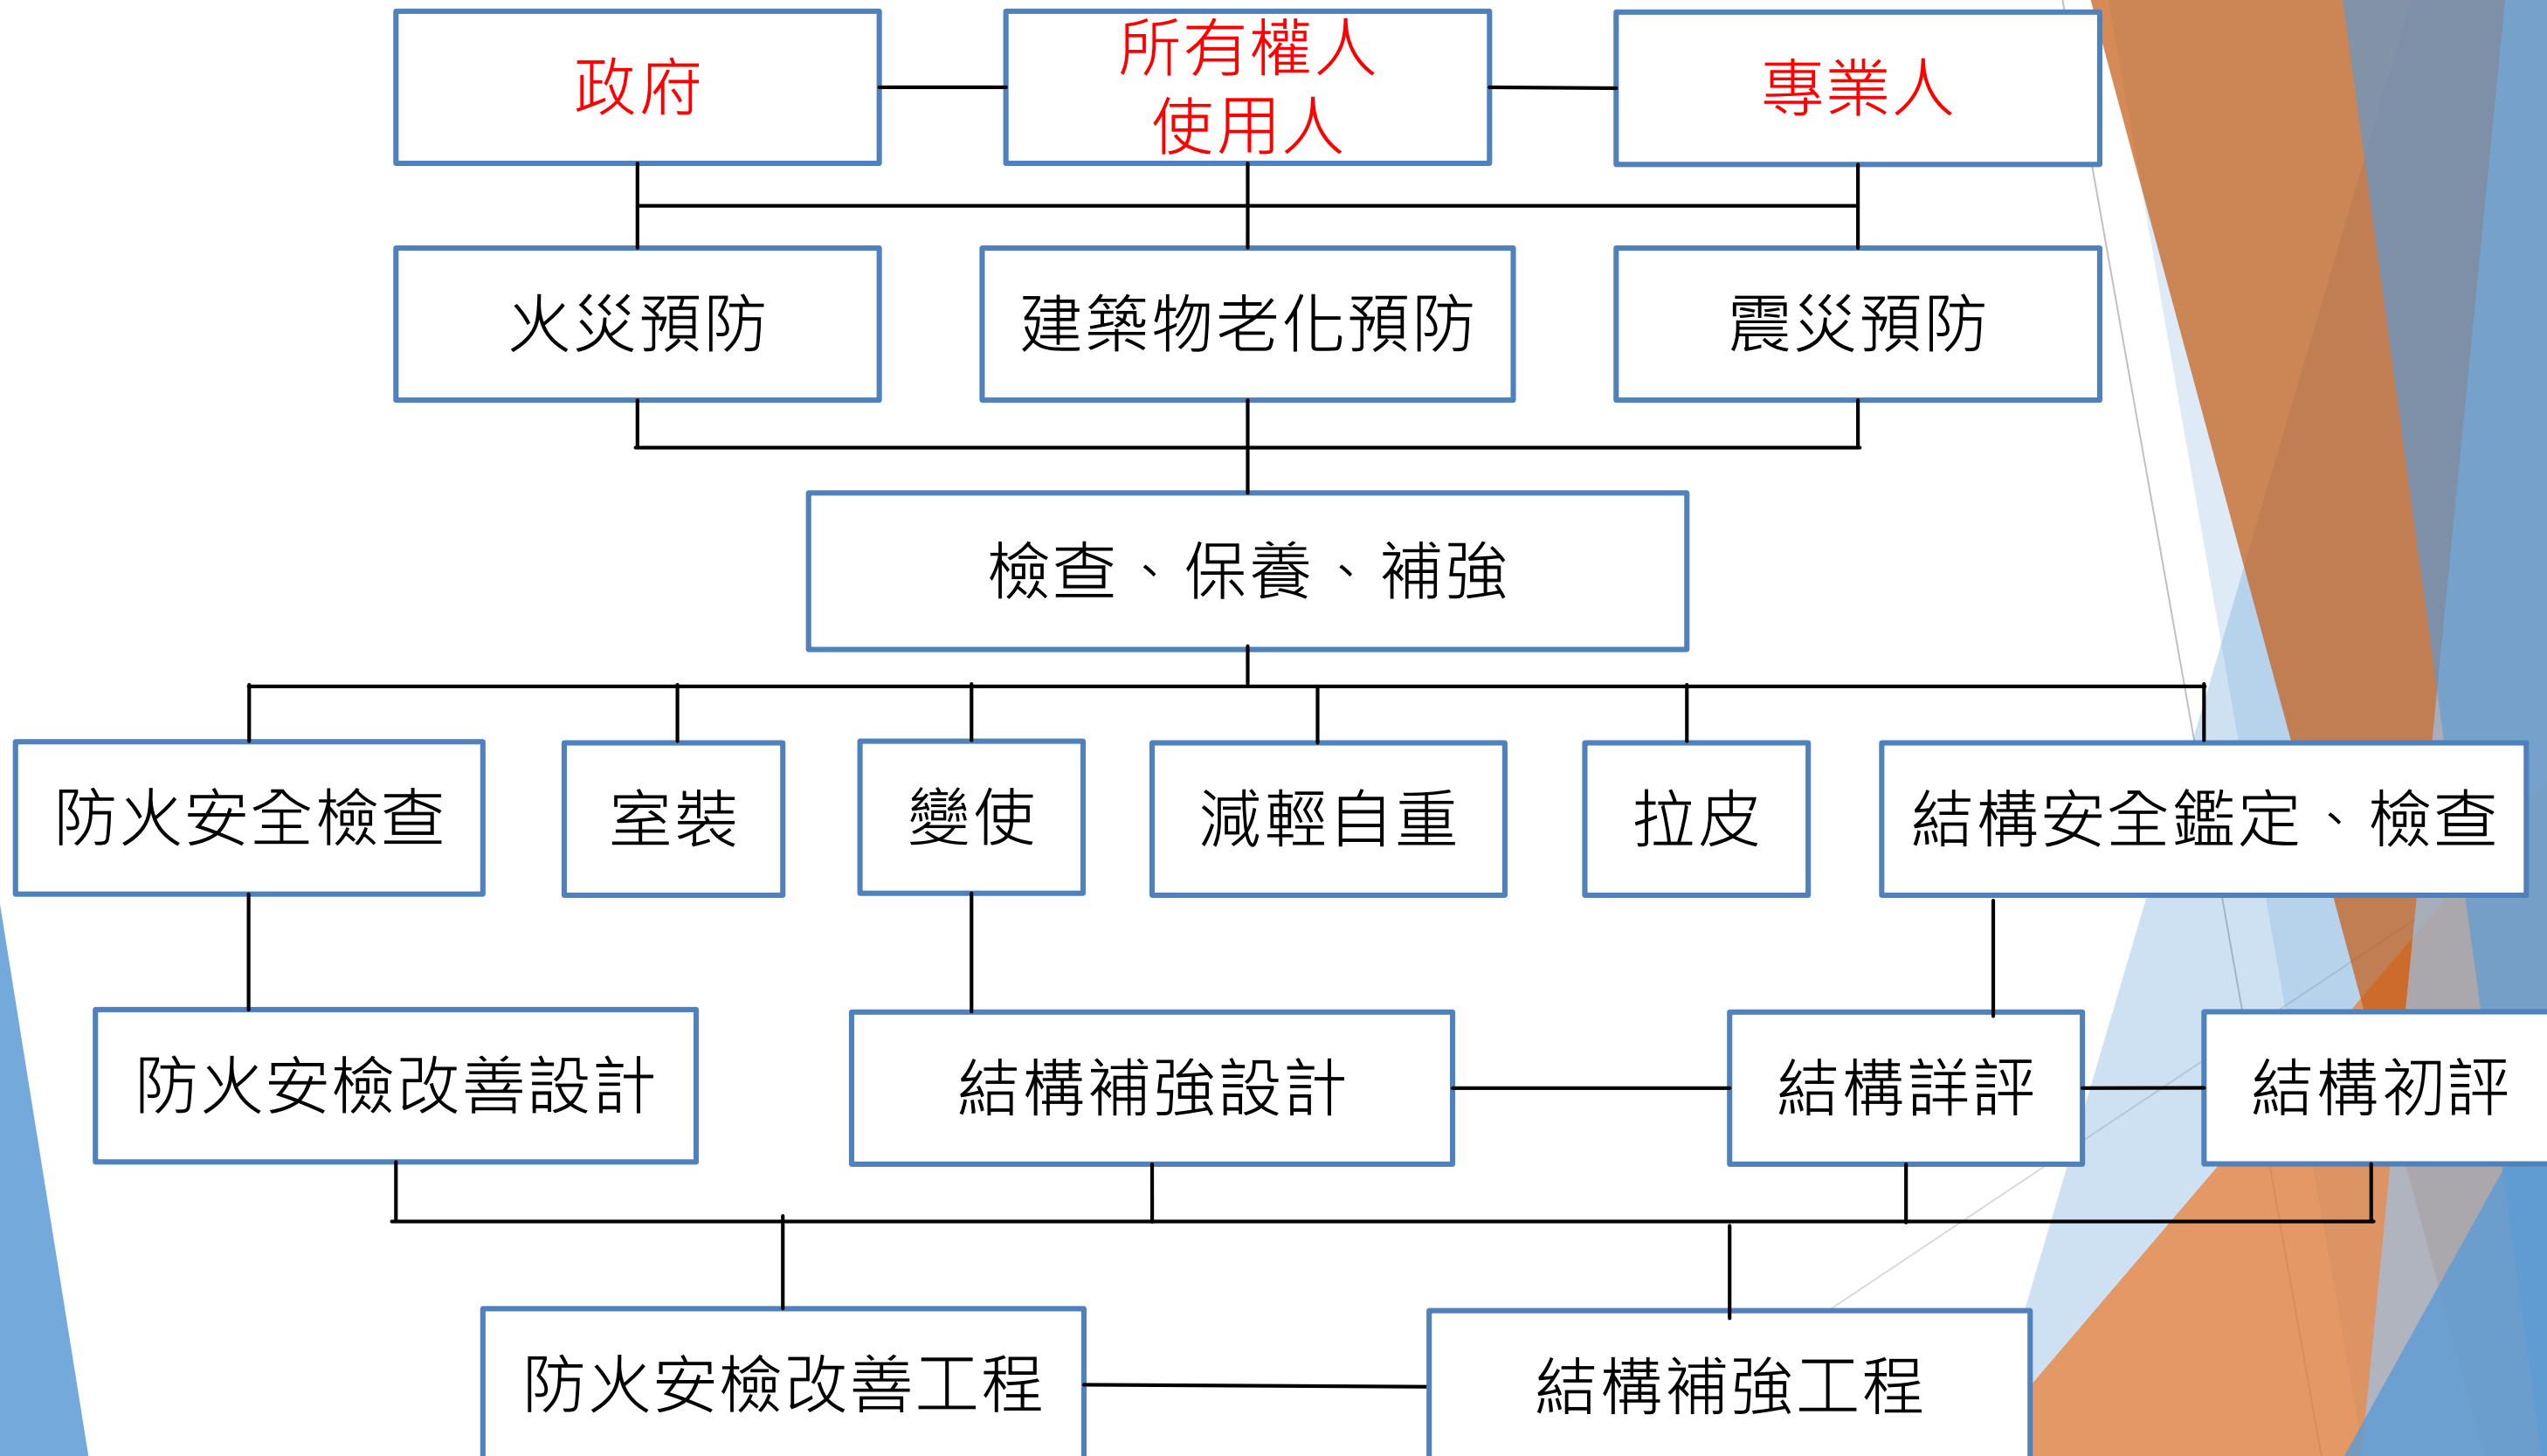 政府
所有權人
使用人
專業人
火災預防
建築物老化預防
震災預防
檢查、保養、補強
防火安全檢查
室裝
變使
減輕自重
拉皮
結構安全鑑定、檢查
防火安檢改善設計
結構補強設計
結構詳評
結構初評
防火安檢改善工程
結構補強工程